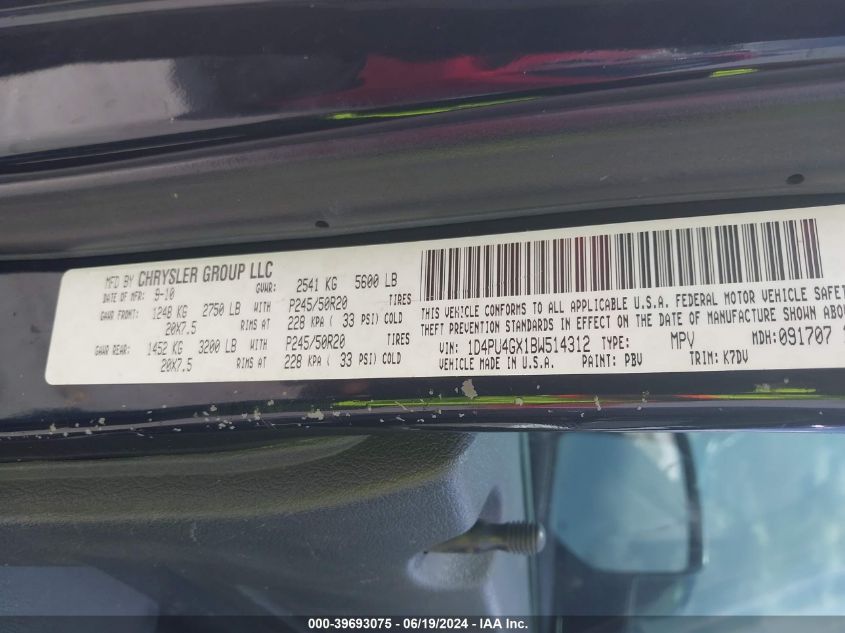 MFD BY CHRYSLER GROUP LLC
DATE OF MFR: 9-10 GVWR: 2541 KG 5600 LB
GAWR FRONT: 1248 KG 2750 LB WITH P245/50R20 TIRES
20X7.5 RIMS AT 228 KPA ( 33 PSI) COLD
GAWR REAR: 1452 KG 3200 LB WITH P245/50R20 TIRES
20X7.5 RIMS AT 228 KPA ( 33 PSI) COLD
THIS VEHICLE CONFORMS TO ALL APPLICABLE U.S.A. FEDERAL MOTOR VEHICLE SAFET
THEFT PREVENTION STANDARDS IN EFFECT ON THE DATE OF MANUFACTURE SHOWN ABOV
VIN: 1D4PU4GX1BW514312 TYPE: MPV MDH:091707
VEHICLE MADE IN U.S.A. PAINT: PBV TRIM: K7DV
000-39693075 - 06/19/2024 - IAA Inc.